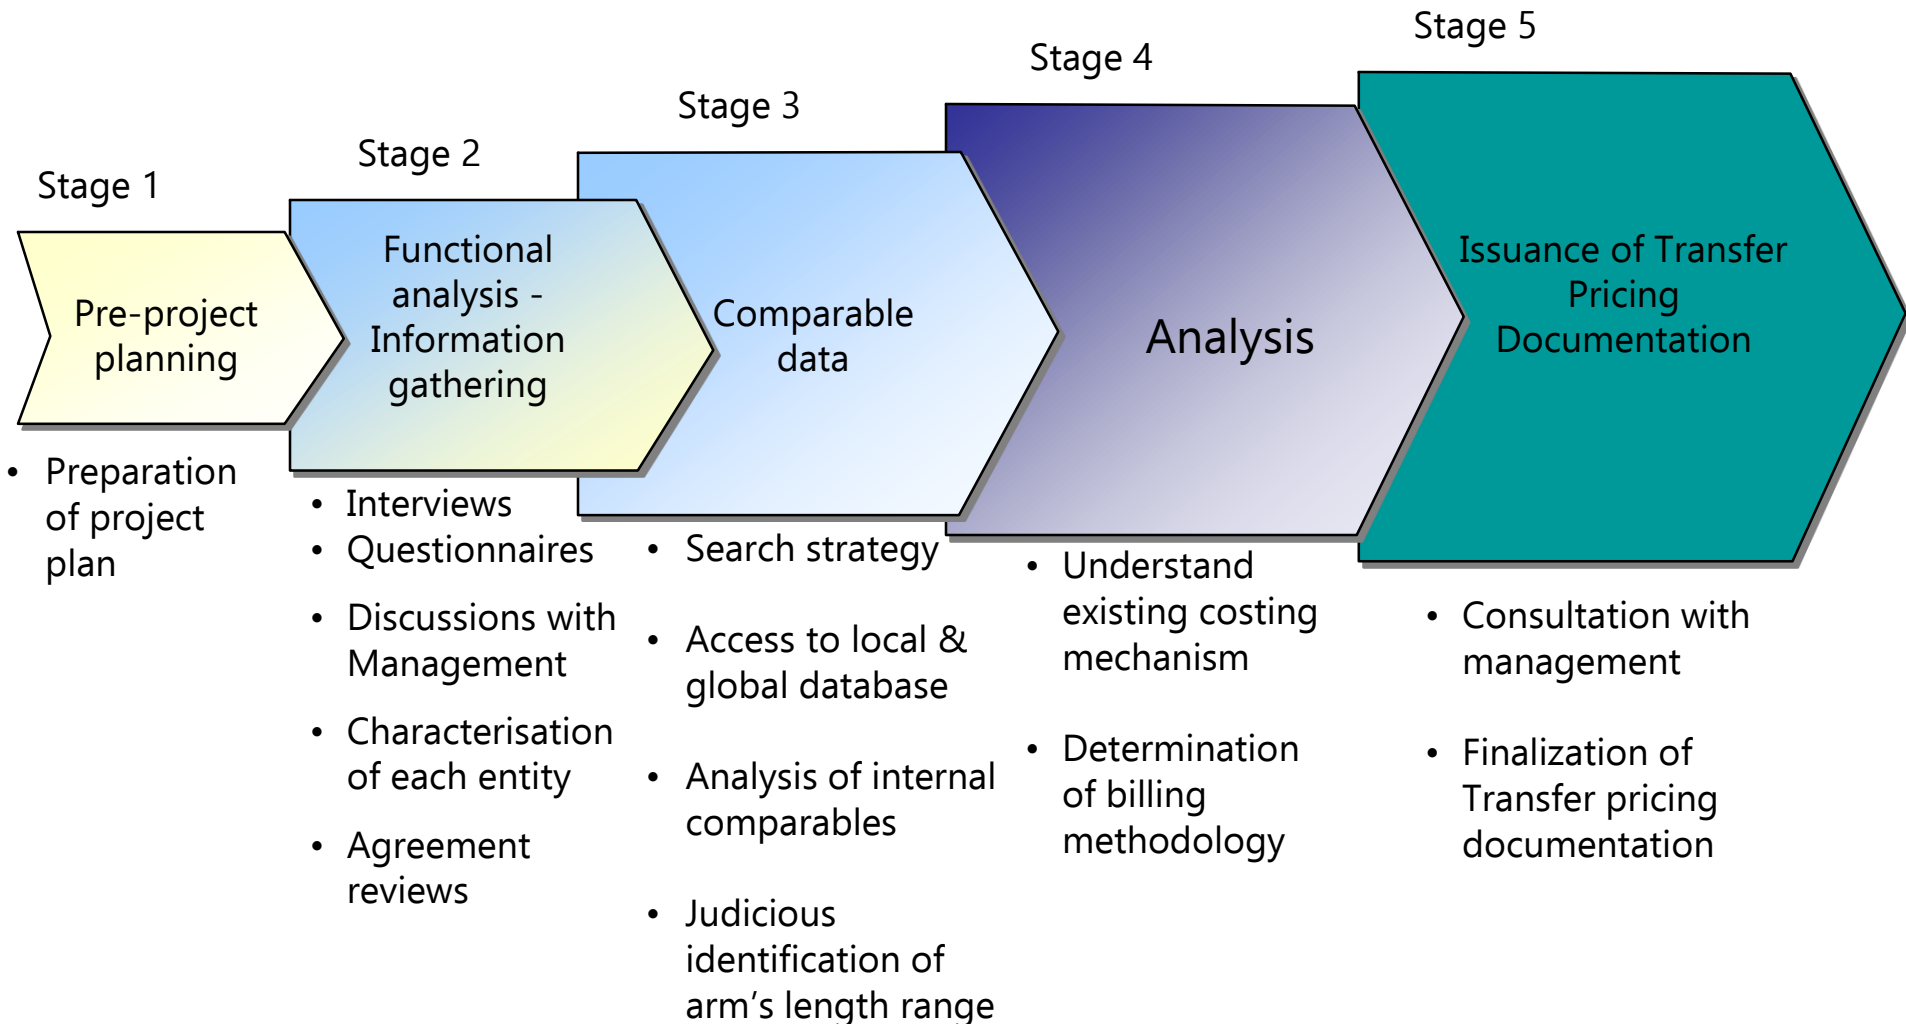 Stage 1
Pre-project
planning
• Preparation
of project
plan
Stage 2
Functional
analysis -
Information
gathering
• Interviews
• Questionnaires
• Discussions with
Management
• Characterisation
of each entity
• Agreement
reviews
Stage 3
Comparable
data
• Search strategy
• Access to local &
global database
• Analysis of internal
comparables
• Judicious
identification of
arm’s length range
Stage 4
Analysis
• Understand
existing costing
mechanism
• Determination
of billing
methodology
Stage 5
Issuance of Transfer
Pricing
Documentation
• Consultation with
management
• Finalization of
Transfer pricing
documentation